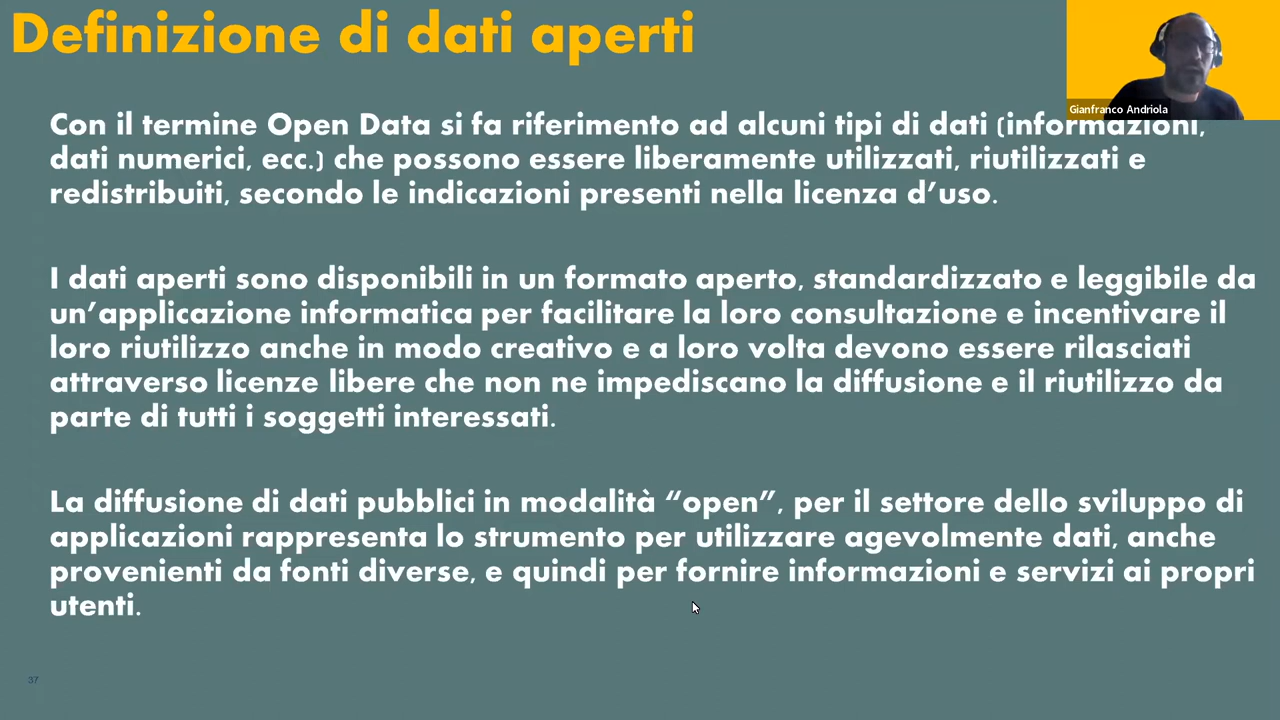 Definizione di dati aperti
Gianfranco Andriola
Con il termine Open Data si fa riferimento ad alcuni tipi di dati (informazioni,
dati numerici, ecc.) che possono essere liberamente utilizzati, riutilizzati e
redistribuiti, secondo le indicazioni presenti nella licenza d’uso.
I dati aperti sono disponibili in un formato aperto, standardizzato e leggibile da
un’applicazione informatica per facilitare la loro consultazione e incentivare il
loro riutilizzo anche in modo creativo e a loro volta devono essere rilasciati
attraverso licenze libere che non ne impediscano la diffusione e il riutilizzo da
parte di tutti i soggetti interessati.
La diffusione di dati pubblici in modalità “open”, per il settore dello sviluppo di
applicazioni rappresenta lo strumento per utilizzare agevolmente dati, anche
provenienti da fonti diverse, e quindi per fornire informazioni e servizi ai propri
utenti.
37